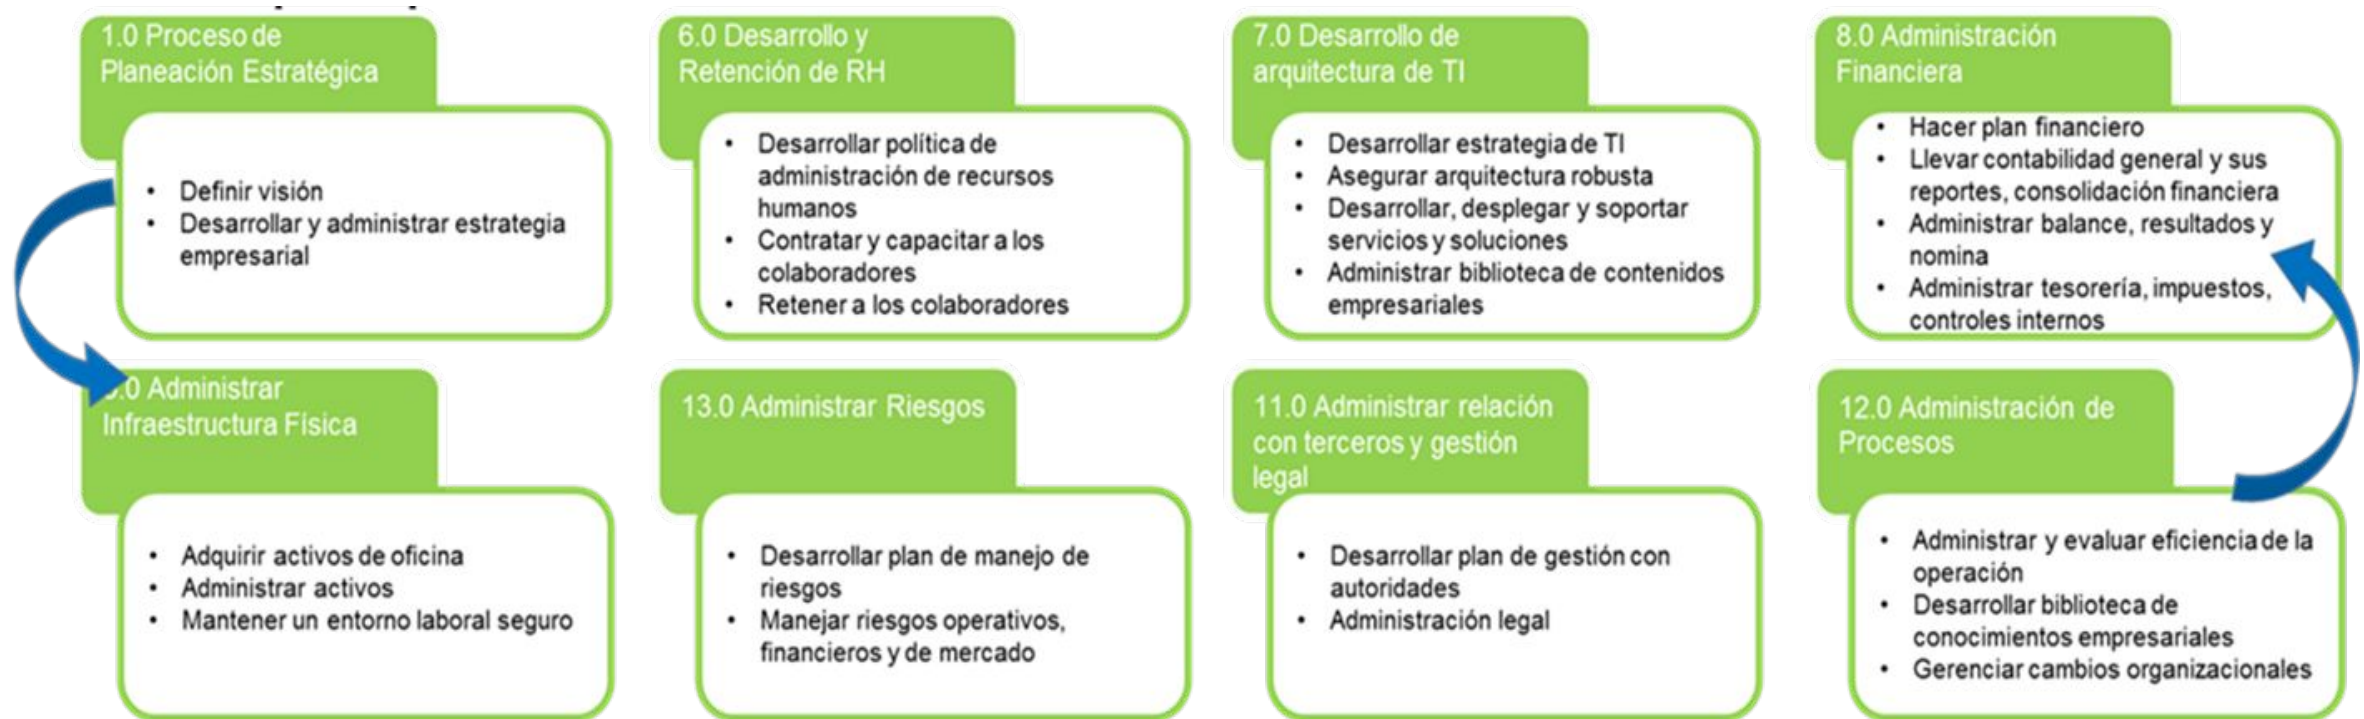 1.0 Proceso de
Planeación Estratégica
• Definir visión
• Desarrollar y administrar estrategia
empresarial
6.0 Desarrollo y
Retención de RH
• Desarrollar política de
administración de recursos
humanos
• Contratar y capacitar a los
colaboradores
• Retener a los colaboradores
7.0 Desarrollo de
arquitectura de TI
• Desarrollar estrategia de TI
• Asegurar arquitectura robusta
• Desarrollar, desplegar y soportar
servicios y soluciones
• Administrar biblioteca de contenidos
empresariales
8.0 Administración
Financiera
• Hacer plan financiero
• Llevar contabilidad general y sus
reportes, consolidación financiera
• Administrar balance, resultados y
nomina
• Administrar tesorería, impuestos,
controles internos
.0 Administrar
Infraestructura Física
• Adquirir activos de oficina
• Administrar activos
• Mantener un entorno laboral seguro
13.0 Administrar Riesgos
• Desarrollar plan de manejo de
riesgos
• Manejar riesgos operativos,
financieros y de mercado
11.0 Administrar relación
con terceros y gestión
legal
• Desarrollar plan de gestión con
autoridades
• Administración legal
12.0 Administración de
Procesos
• Administrar y evaluar eficiencia de la
operación
• Desarrollar biblioteca de
conocimientos empresariales
• Gerenciar cambios organizacionales